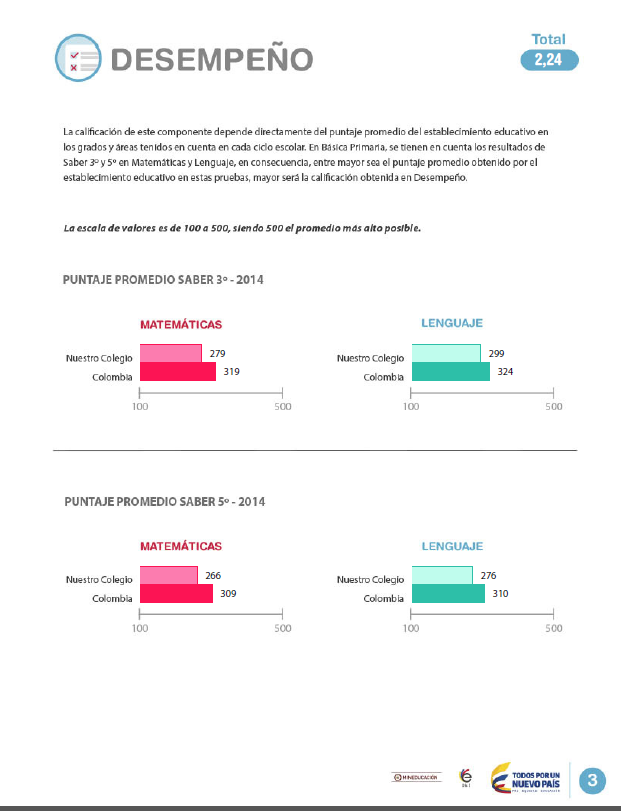 DESEMPEÑO
Total
2,24
La calificación de este componente depende directamente del puntaje promedio del establecimiento educativo en
los grados y áreas tenidos en cuenta en cada ciclo escolar. En Básica Primaria, se tienen en cuenta los resultados de
Saber 3º y 5º en Matemáticas y Lenguaje, en consecuencia, entre mayor sea el puntaje promedio obtenido por el
establecimiento educativo en estas pruebas, mayor será la calificación obtenida en Desempeño.
La escala de valores es de 100 a 500, siendo 500 el promedio más alto posible.
PUNTAJE PROMEDIO SABER 3º - 2014
MATEMÁTICAS
Nuestro Colegio 279
Colombia 319
100 500
LENGUAJE
Nuestro Colegio 299
Colombia 324
100 500
PUNTAJE PROMEDIO SABER 5º - 2014
MATEMÁTICAS
Nuestro Colegio 266
Colombia 309
100 500
LENGUAJE
Nuestro Colegio 276
Colombia 310
100 500
MINEDUCACIÓN
TODOS POR UN
NUEVO PAÍS
3